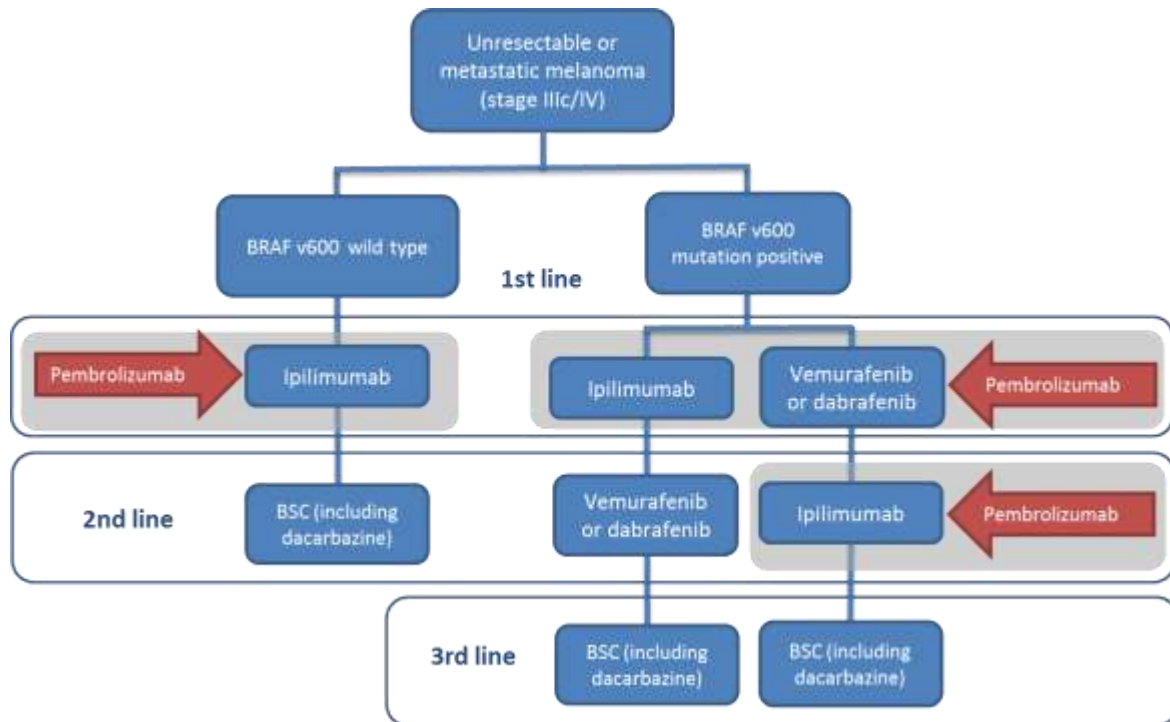 Unresectable or
metastatic melanoma
(stage IIIc/IV)
BRAF v600 wild type
BRAF v600
mutation positive
1st line
Pembrolizumab
Ipilimumab
Ipilimumab
Vemurafenib
or dabrafenib
Pembrolizumab
2nd line
BSC (including
dacarbazine)
Vemurafenib
or dabrafenib
Ipilimumab
Pembrolizumab
3rd line
BSC (including
dacarbazine)
BSC (including
dacarbazine)